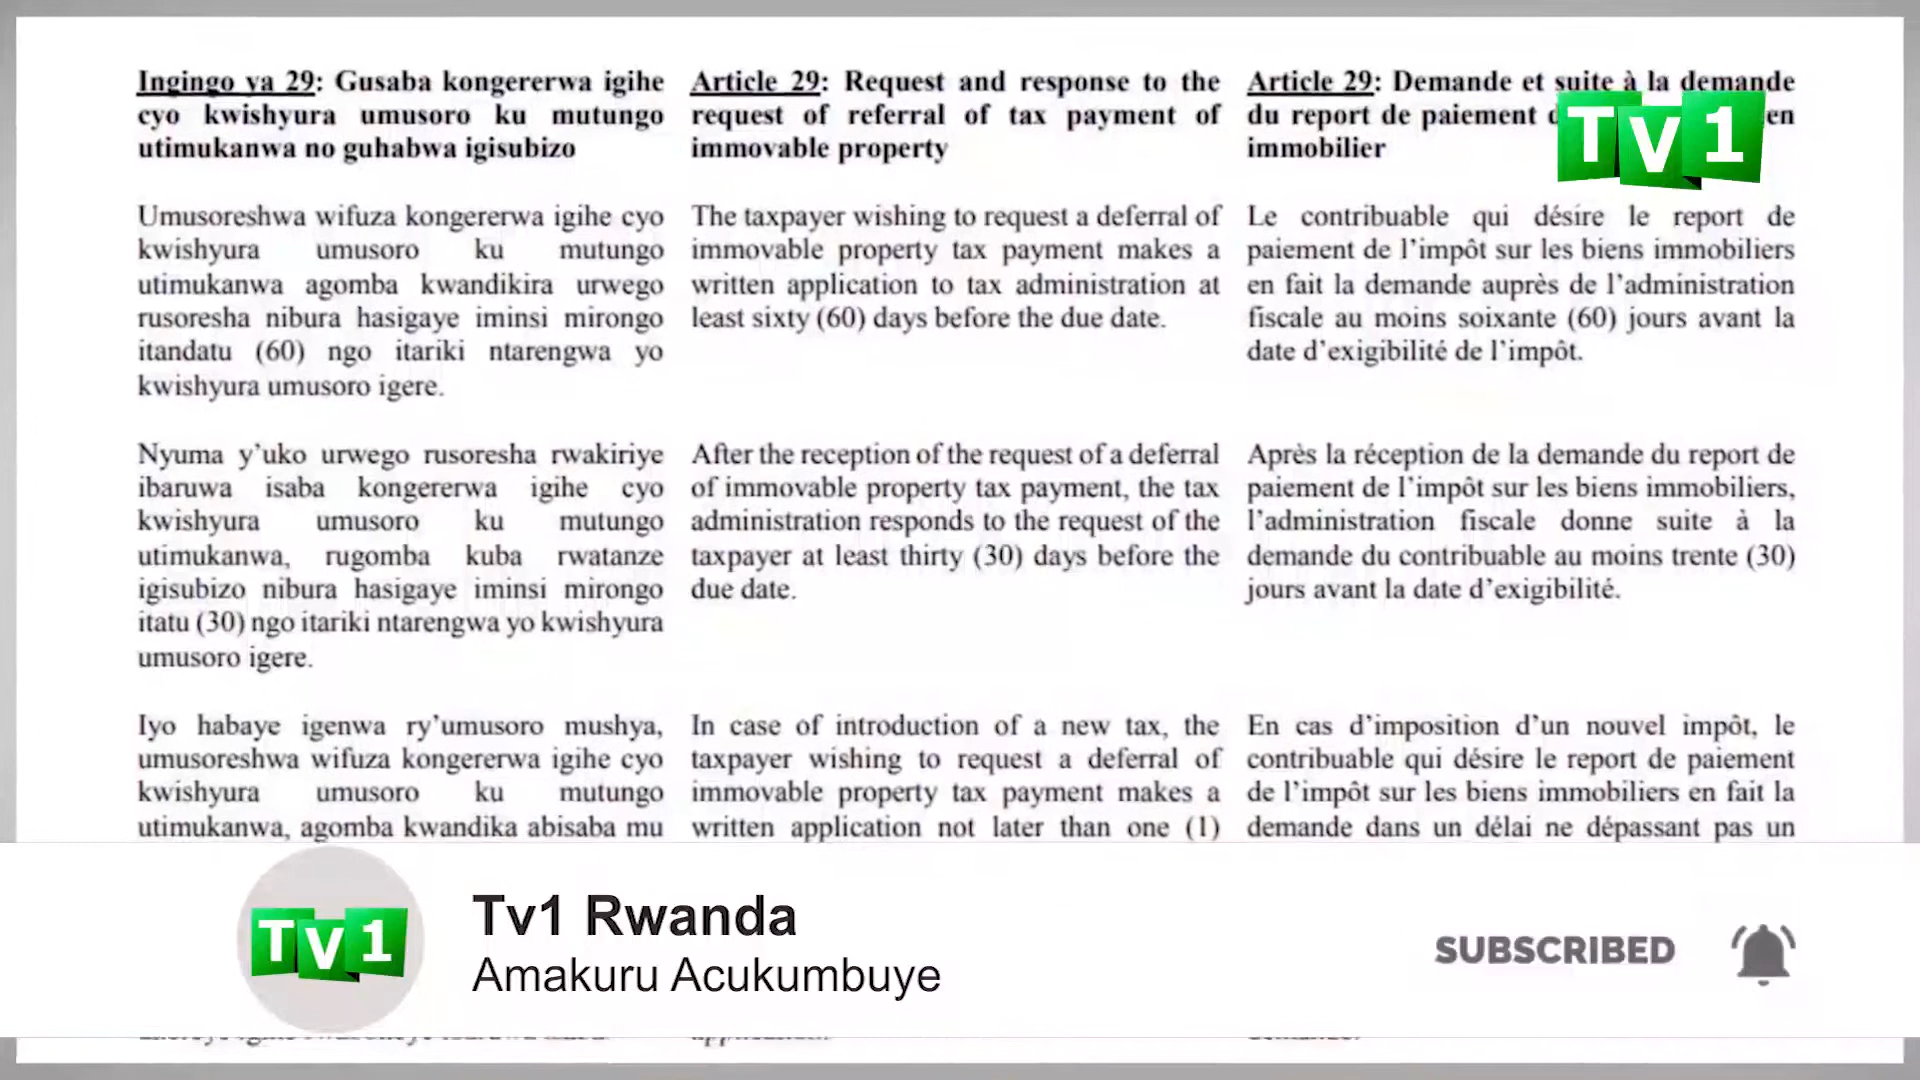 Ingingo ya 29: Gusaba kongererwa igihe
cyo kwishyura umusoro ku mutungo
utimukanwa no guhabwa igisubizo
Umusoreshwa wifuza kongererwa igihe cyo
kwishyura umusoro ku mutungo
utimukanwa agomba kwandikira urwego
rusoresha nibura hasigaye iminsi mirongo
itandatu (60) ngo itariki ntarengwa yo
kwishyura umusoro igere.
Nyuma y’uko urwego rusoresha rwakiriye
ibaruwa isaba kongererwa igihe cyo
kwishyura umusoro ku mutungo
utimukanwa, rugomba kuba rwatanze
igisubizo nibura hasigaye iminsi mirongo
itatu (30) ngo itariki ntarengwa yo kwishyura
umusoro igere.
Iyo habaye igenwa ry’umusoro mushya,
umusoreshwa wifuza kongererwa igihe cyo
kwishyura umusoro ku mutungo
utimukanwa, agomba kwandika abisaba mu
Article 29: Request and response to the
request of referral of tax payment of
immovable property
The taxpayer wishing to request a deferral of
immovable property tax payment makes a
written application to tax administration at
least sixty (60) days before the due date.
After the reception of the request of a deferral
of immovable property tax payment, the tax
administration responds to the request of the
taxpayer at least thirty (30) days before the
due date.
In case of introduction of a new tax, the
taxpayer wishing to request a deferral of
immovable property tax payment makes a
written application not later than one (1)
Article 29: Demande et suite à la demande
du report de paiement en
immobilier
Le contribuable qui désire le report de
paiement de l’impôt sur les biens immobiliers
en fait la demande auprès de l’administration
fiscale au moins soixante (60) jours avant la
date d’exigibilité de l’impôt.
Après la réception de la demande du report de
paiement de l’impôt sur les biens immobiliers,
l’administration fiscale donne suite à la
demande du contribuable au moins trente (30)
jours avant la date d’exigibilité.
En cas d’imposition d’un nouvel impôt, le
contribuable qui désire le report de paiement
de l’impôt sur les biens immobiliers en fait la
demande dans un délai ne dépassant pas un
Tv1
Tv1
Tv1 Rwanda
Amakuru Acukumbuye
SUBSCRIBED